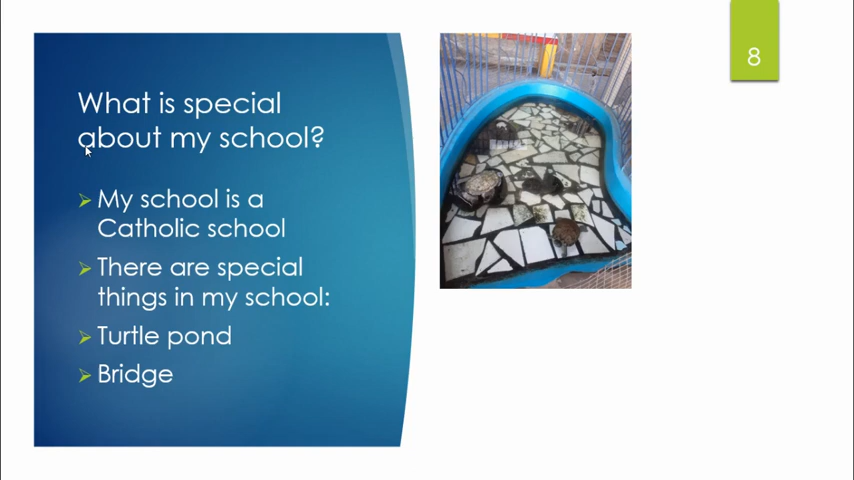 8
What is special
about my school?
My school is a
Catholic school
There are special
things in my school:
Turtle pond
Bridge